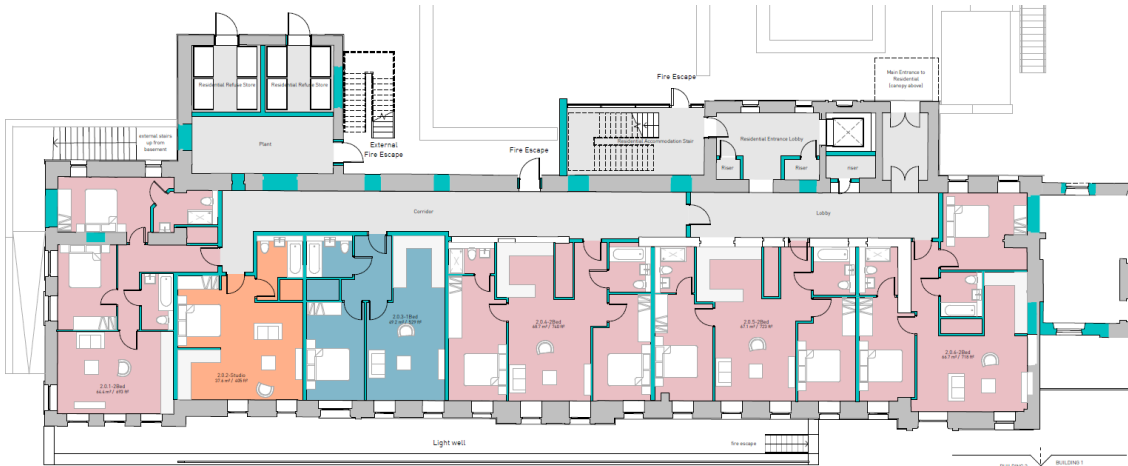 Residential Refuse Store
Residential Refuse Store
Main Entrance to
Residential
(canopy above)
Fire Escape
external stairs
up from
basement
Plant
External
Fire Escape
Fire Escape
Residential Accommodation Stair
Residential Entrance Lobby
Riser
Riser
riser
Corridor
Lobby
2.0.1-2Bed
2.0.2-Studio
2.0.3-1Bed
2.0.4-2Bed
2.0.5-2Bed
2.0.6-2Bed
Light well
fire escape
BUILDING 1